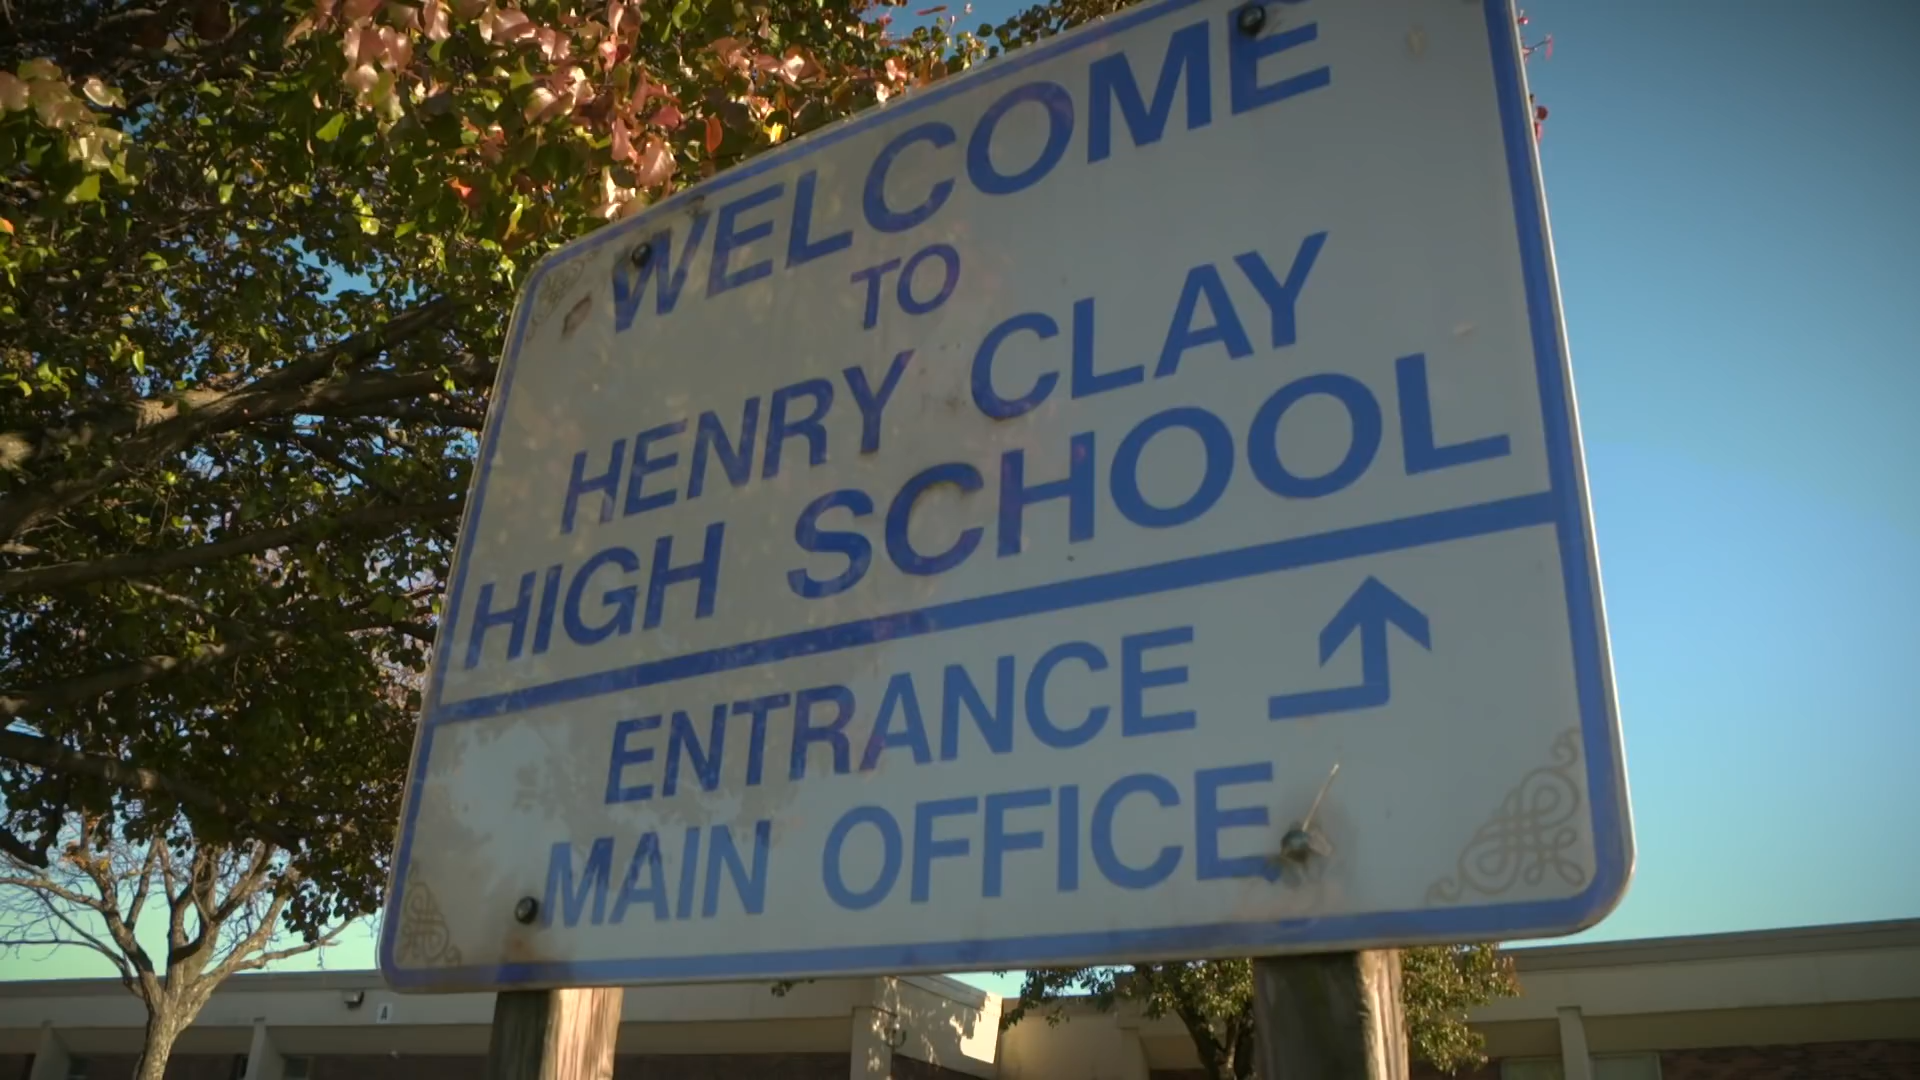 WELCOME
TO
HENRY CLAY
HIGH SCHOOL
ENTRANCE
MAIN OFFICE
A